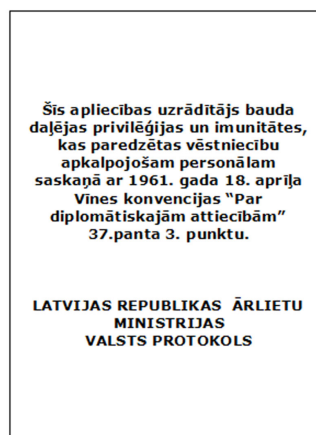 Šīs apliecības uzrādītājs bauda
daļējas privilēģijas un imunitātes,
kas paredzētas vēstniecību
apkalpojošam personālam
saskaņā ar 1961. gada 18. aprīļa
Vīnes konvencijas “Par
diplomātiskajām attiecībām”
37.panta 3. punktu.
LATVIJAS REPUBLIKAS ĀRLIETU
MINISTRIJAS
VALSTS PROTOKOLS